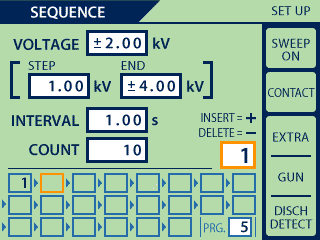 SEQUENCE SET UP
VOLTAGE ±2.00 kV
STEP END
1.00 kV ±4.00 kV
INTERVAL 1.00 s
INSERT = +
DELETE = −
COUNT 10
1
1
PRG. 5
SWEEP
ON
CONTACT
EXTRA
GUN
DISCH
DETECT